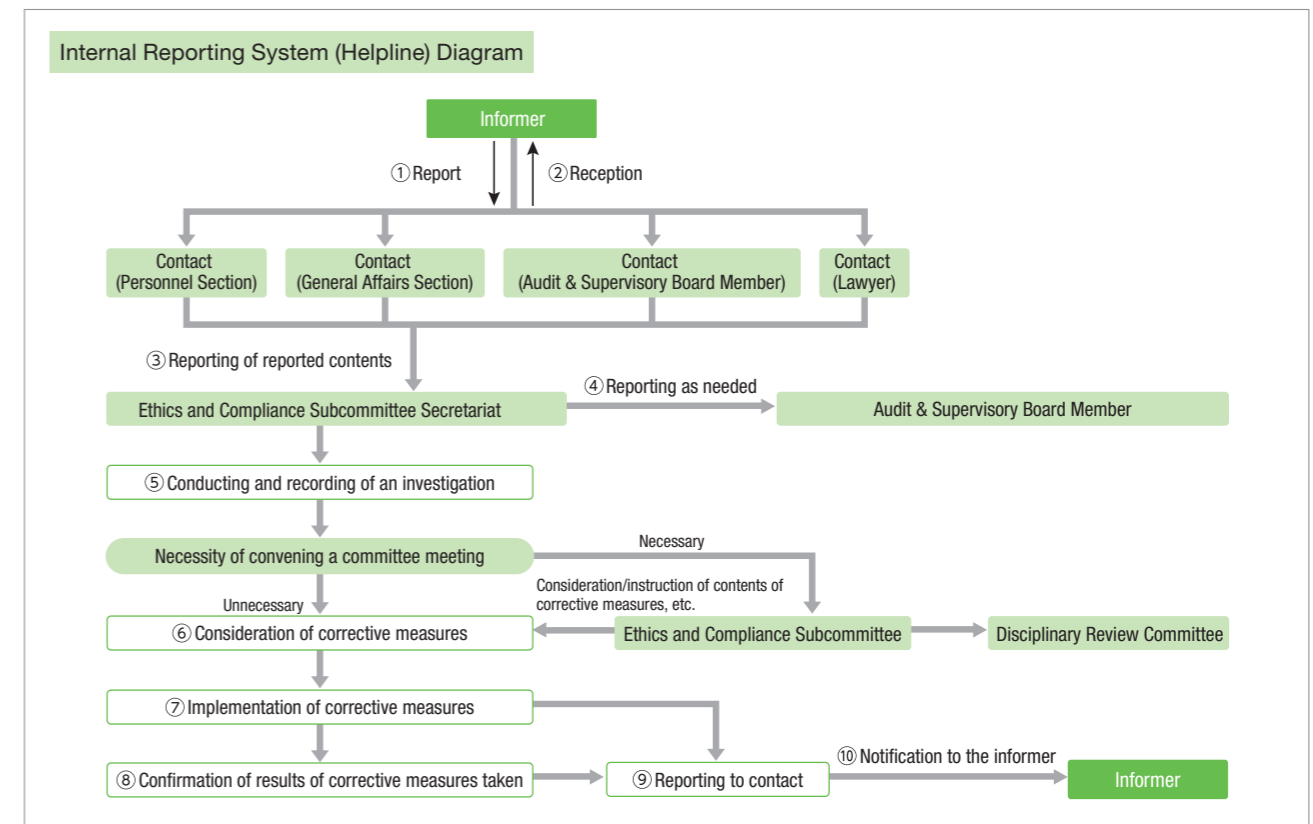 Internal Reporting System (Helpline) Diagram
Informer
①Report
②Reception
Contact
(Personnel Section)
Contact
(General Affairs Section)
Contact
(Audit & Supervisory Board Member)
Contact
(Lawyer)
③Reporting of reported contents
④Reporting as needed
Ethics and Compliance Subcommittee Secretariat
Audit & Supervisory Board Member
⑤Conducting and recording of an investigation
Necessity of convening a committee meeting
Necessary
Unnecessary
Consideration/instruction of contents of
corrective measures, etc.
⑥Consideration of corrective measures
Ethics and Compliance Subcommittee
Disciplinary Review Committee
⑦Implementation of corrective measures
⑧Confirmation of results of corrective measures taken
⑨Reporting to contact
⑩Notification to the informer
Informer